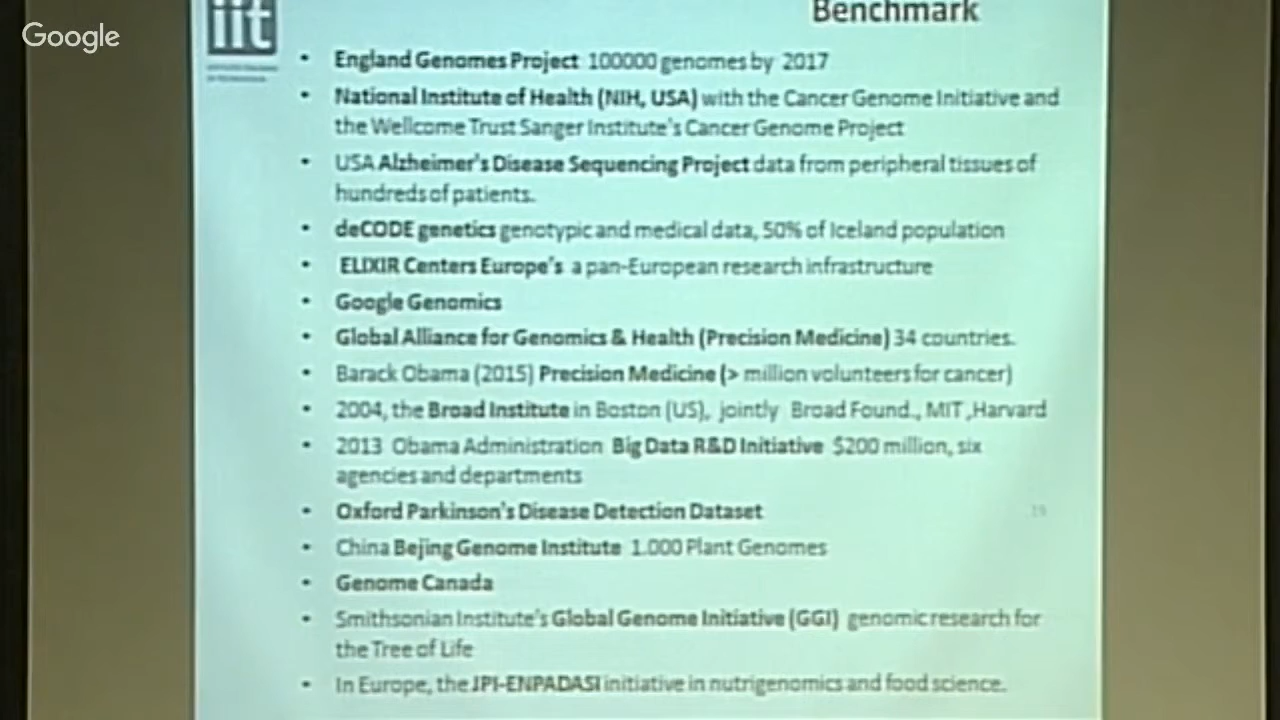 Google
iit
Benchmark
• England Genomes Project 100000 genomes by 2017
• National Institute of Health (NIH, USA) with the Cancer Genome Initiative and
the Wellcome Trust Sanger Institute's Cancer Genome Project
• USA Alzheimer's Disease Sequencing Project data from peripheral tissues of
hundreds of patients.
• deCODE genetics genotypic and medical data, 50% of Iceland population
• ELIXIR Centers Europe's a pan-European research infrastructure
• Google Genomics
• Global Alliance for Genomics & Health (Precision Medicine) 34 countries.
• Barack Obama (2015) Precision Medicine (> million volunteers for cancer)
• 2004, the Broad Institute in Boston (US), jointly Broad Found., MIT ,Harvard
• 2013 Obama Administration Big Data R&D Initiative $200 million, six
agencies and departments
• Oxford Parkinson's Disease Detection Dataset
• China Bejing Genome Institute 1.000 Plant Genomes
• Genome Canada
• Smithsonian Institute's Global Genome Initiative (GGI) genomic research for
the Tree of Life
• In Europe, the JPI-ENPADASI initiative in nutrigenomics and food science.